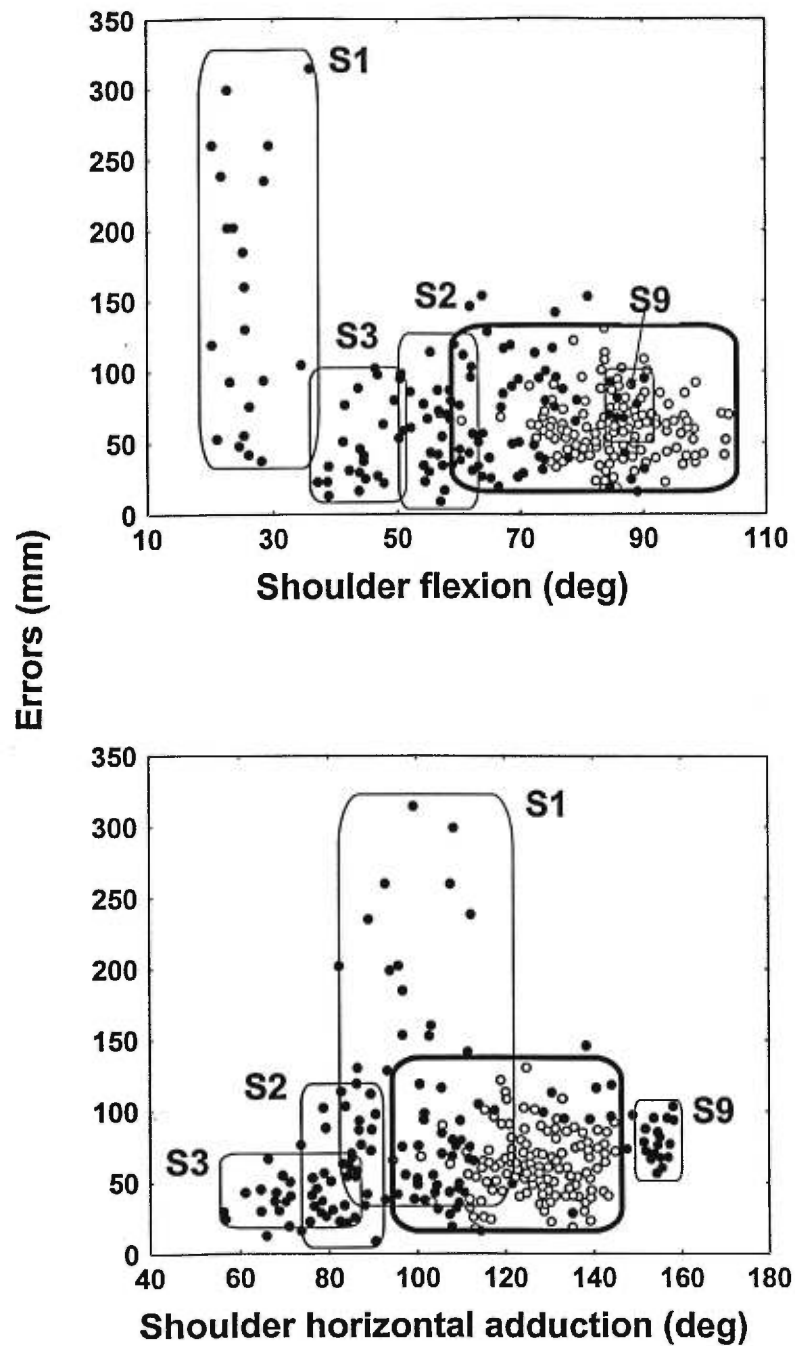 350
300
250
200
150
100
50
0
S1
S3
S2
S9
10 30 50 70 90 110
Shoulder flexion (deg)
Errors (mm)
350
300
250
200
150
100
50
0
S1
S2
S3
S9
40 60 80 100 120 140 160 180
Shoulder horizontal adduction (deg)